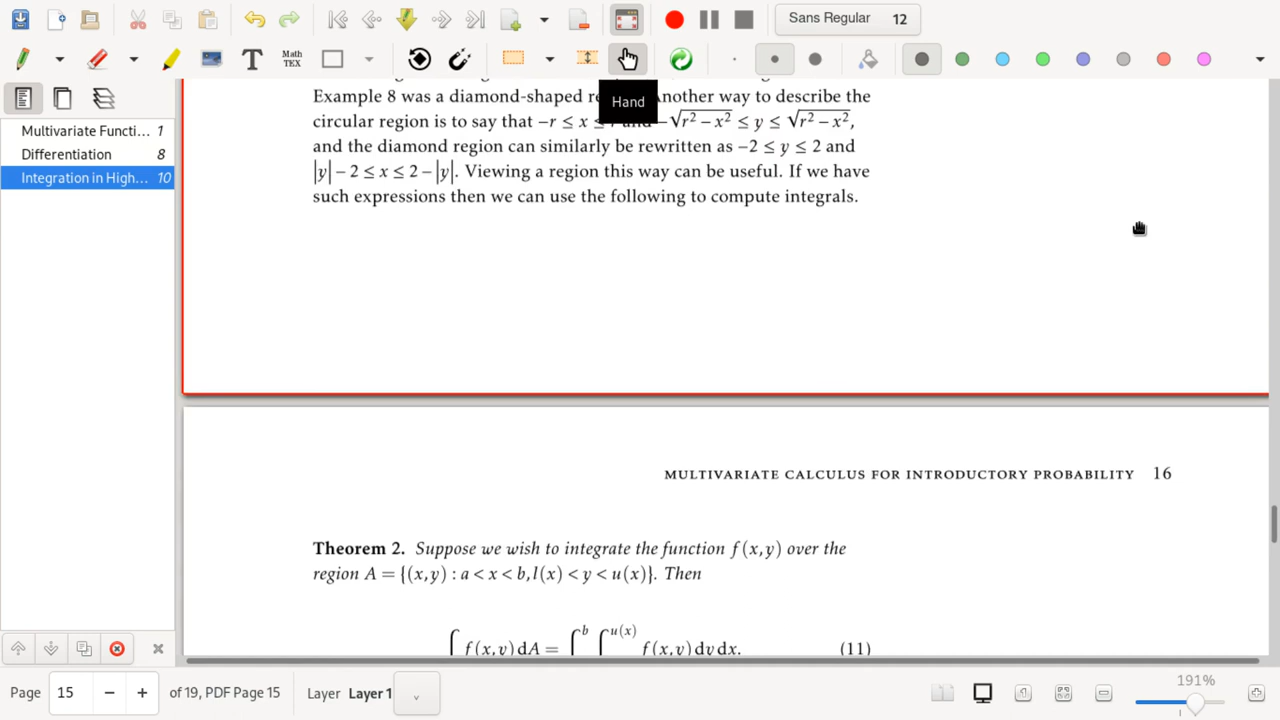 Sans Regular 12
Math
TEX
Hand
Multivariate Functi... 1
Differentiation 8
Integration in High... 10
Example 8 was a diamond-shaped re Another way to describe the
circular region is to say that −r ≤ x ≤ r and −√r² − x² ≤ y ≤ √r² − x²,
and the diamond region can similarly be rewritten as −2 ≤ y ≤ 2 and
|y| − 2 ≤ x ≤ 2 − |y|. Viewing a region this way can be useful. If we have
such expressions then we can use the following to compute integrals.
MULTIVARIATE CALCULUS FOR INTRODUCTORY PROBABILITY 16
Theorem 2. Suppose we wish to integrate the function f(x,y) over the
region A = {(x,y) : a < x < b, l(x) < y < u(x)}. Then
∫ f(x,y)dA = ∫^b ∫^u(x) f(x,y)dydx. (11)
Page 15 − + of 19, PDF Page 15 Layer Layer 1
191%